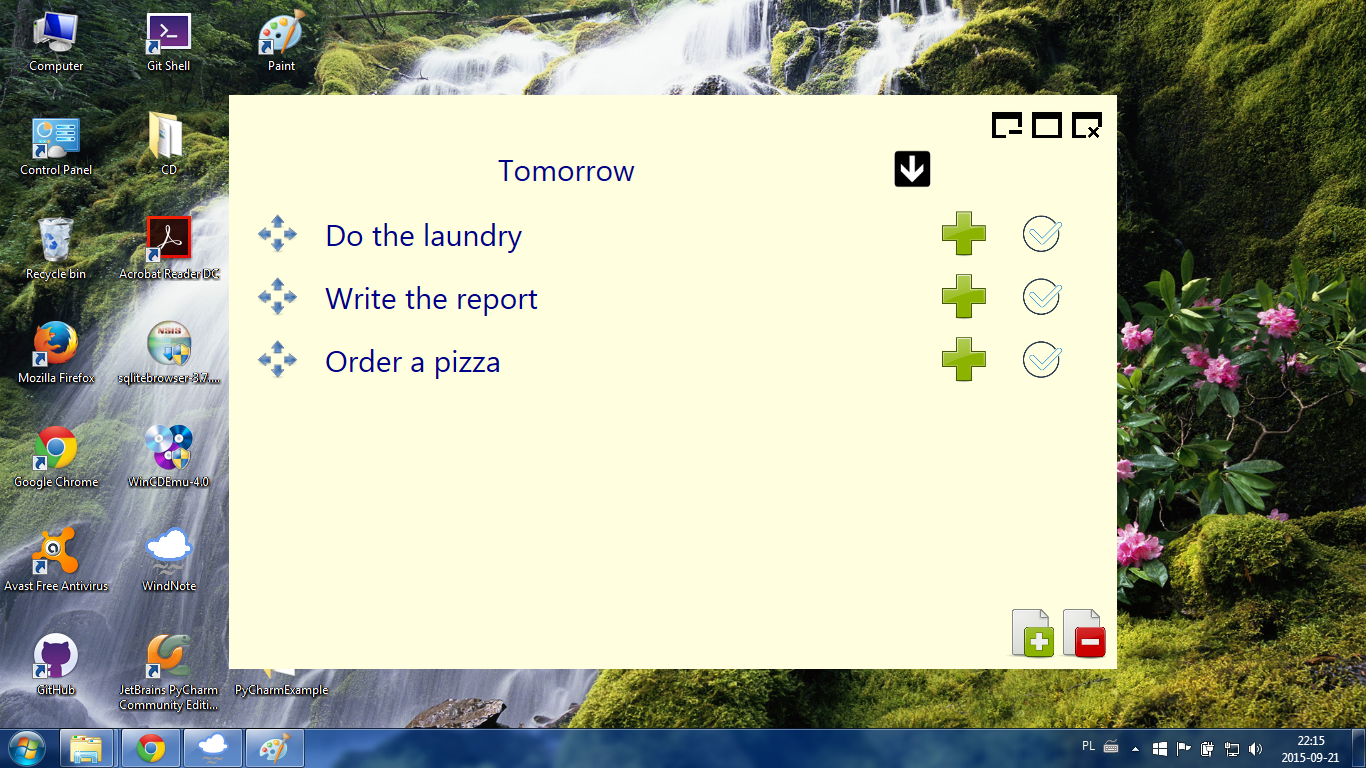 Computer
Git Shell
Paint
Control Panel
CD
Recycle bin
Acrobat Reader DC
Mozilla Firefox
NSIS
sqlitebrowser-3.7....
Google Chrome
WinCDEmu-4.0
Avast Free Antivirus
WindNote
GitHub
JetBrains PyCharm
Community Editi...
PyCharmExample
Tomorrow
Do the laundry
Write the report
Order a pizza
PL
22:15
2015-09-21